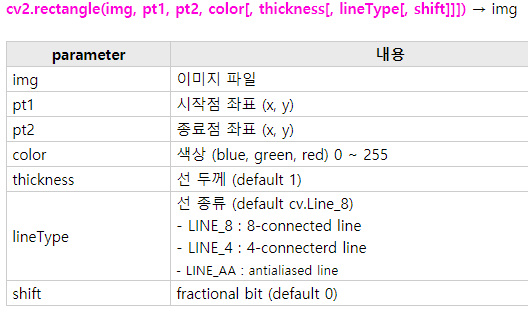 cv2.rectangle(img, pt1, pt2, color[, thickness[, lineType[, shift]]]) → img
parameter 내용
img 이미지 파일
pt1 시작점 좌표 (x, y)
pt2 종료점 좌표 (x, y)
color 색상 (blue, green, red) 0 ~ 255
thickness 선 두께 (default 1)
lineType 선 종류 (default cv.Line_8)
- LINE_8 : 8-connected line
- LINE_4 : 4-connecterd line
- LINE_AA : antialiased line
shift fractional bit (default 0)